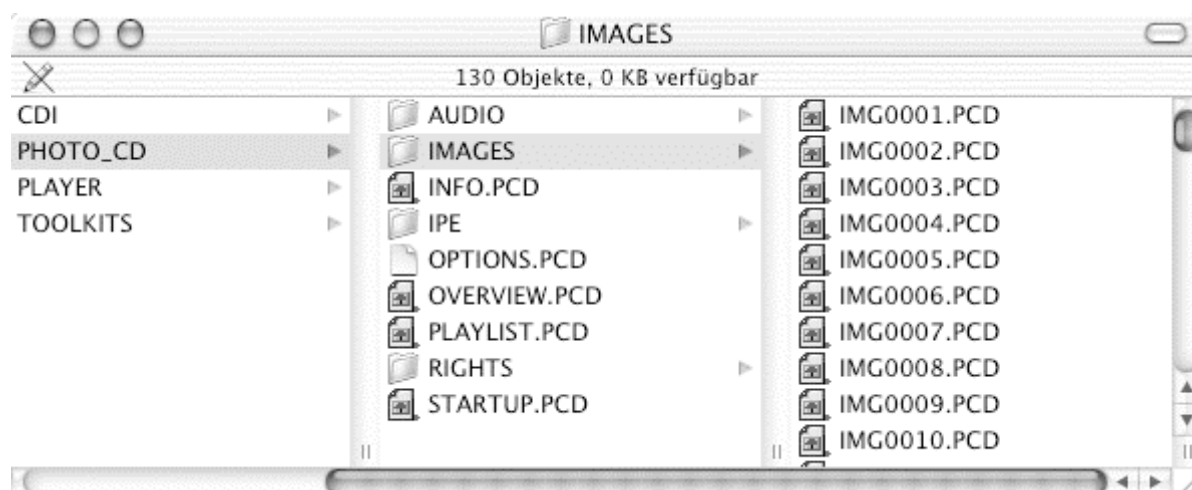 IMAGES
130 Objekte, 0 KB verfügbar
CDI
PHOTO_CD
PLAYER
TOOLKITS
AUDIO
IMAGES
INFO.PCD
IPE
OPTIONS.PCD
OVERVIEW.PCD
PLAYLIST.PCD
RIGHTS
STARTUP.PCD
IMG0001.PCD
IMG0002.PCD
IMG0003.PCD
IMG0004.PCD
IMG0005.PCD
IMG0006.PCD
IMG0007.PCD
IMG0008.PCD
IMG0009.PCD
IMG0010.PCD